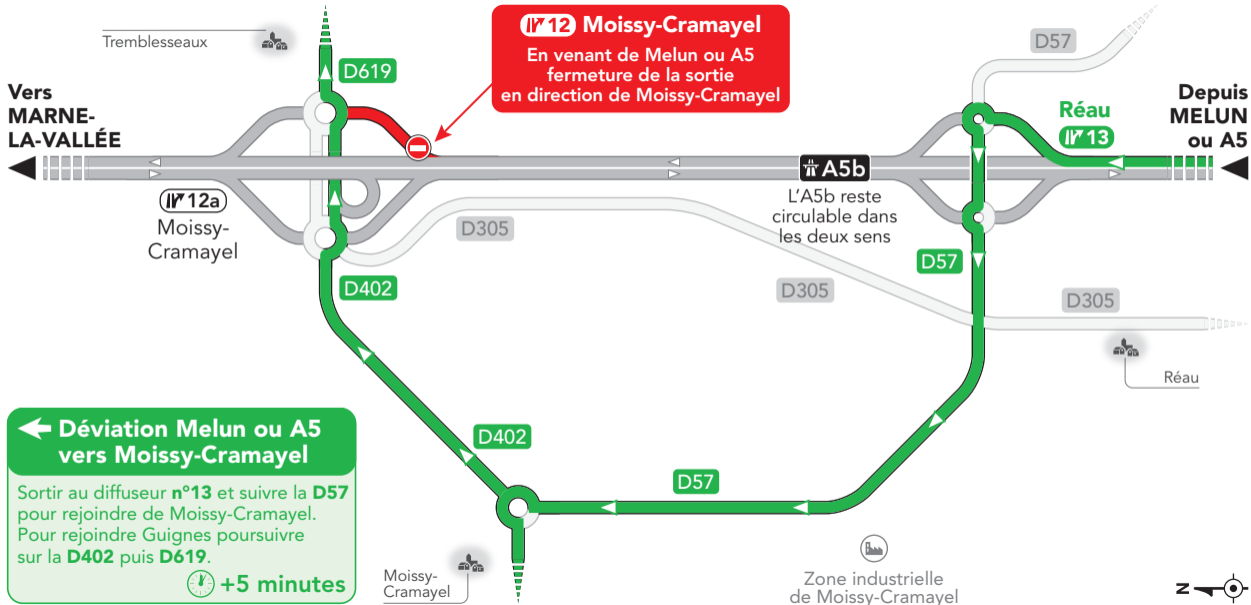 Tremblesseaux
D619
12 Moissy-Cramayel
En venant de Melun ou A5
fermeture de la sortie
en direction de Moissy-Cramayel
D57
Vers
MARNE-
LA-VALLÉE
Réau
13
Depuis
MELUN
ou A5
12a
Moissy-
Cramayel
A5b
L'A5b reste
circulable dans
les deux sens
D305
D57
D402
D305
D305
Réau
Déviation Melun ou A5
vers Moissy-Cramayel
Sortir au diffuseur n°13 et suivre la D57
pour rejoindre de Moissy-Cramayel.
Pour rejoindre Guignes poursuivre
sur la D402 puis D619.
+5 minutes
D402
D57
Moissy-
Cramayel
Zone industrielle
de Moissy-Cramayel
N